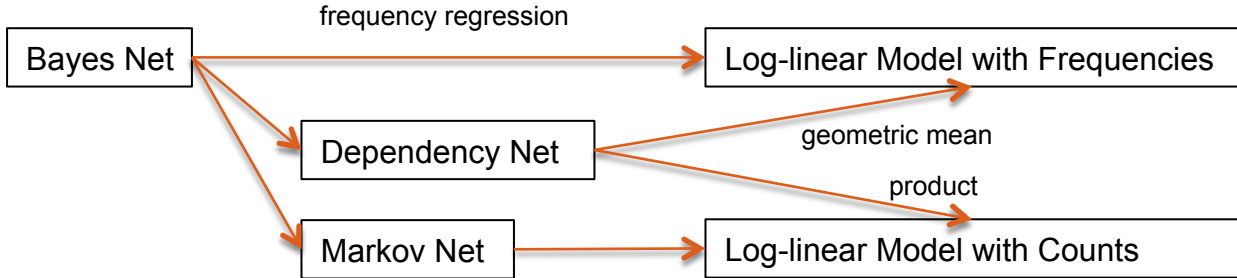 frequency regression
Bayes Net
Log-linear Model with Frequencies
Dependency Net
geometric mean
product
Markov Net
Log-linear Model with Counts